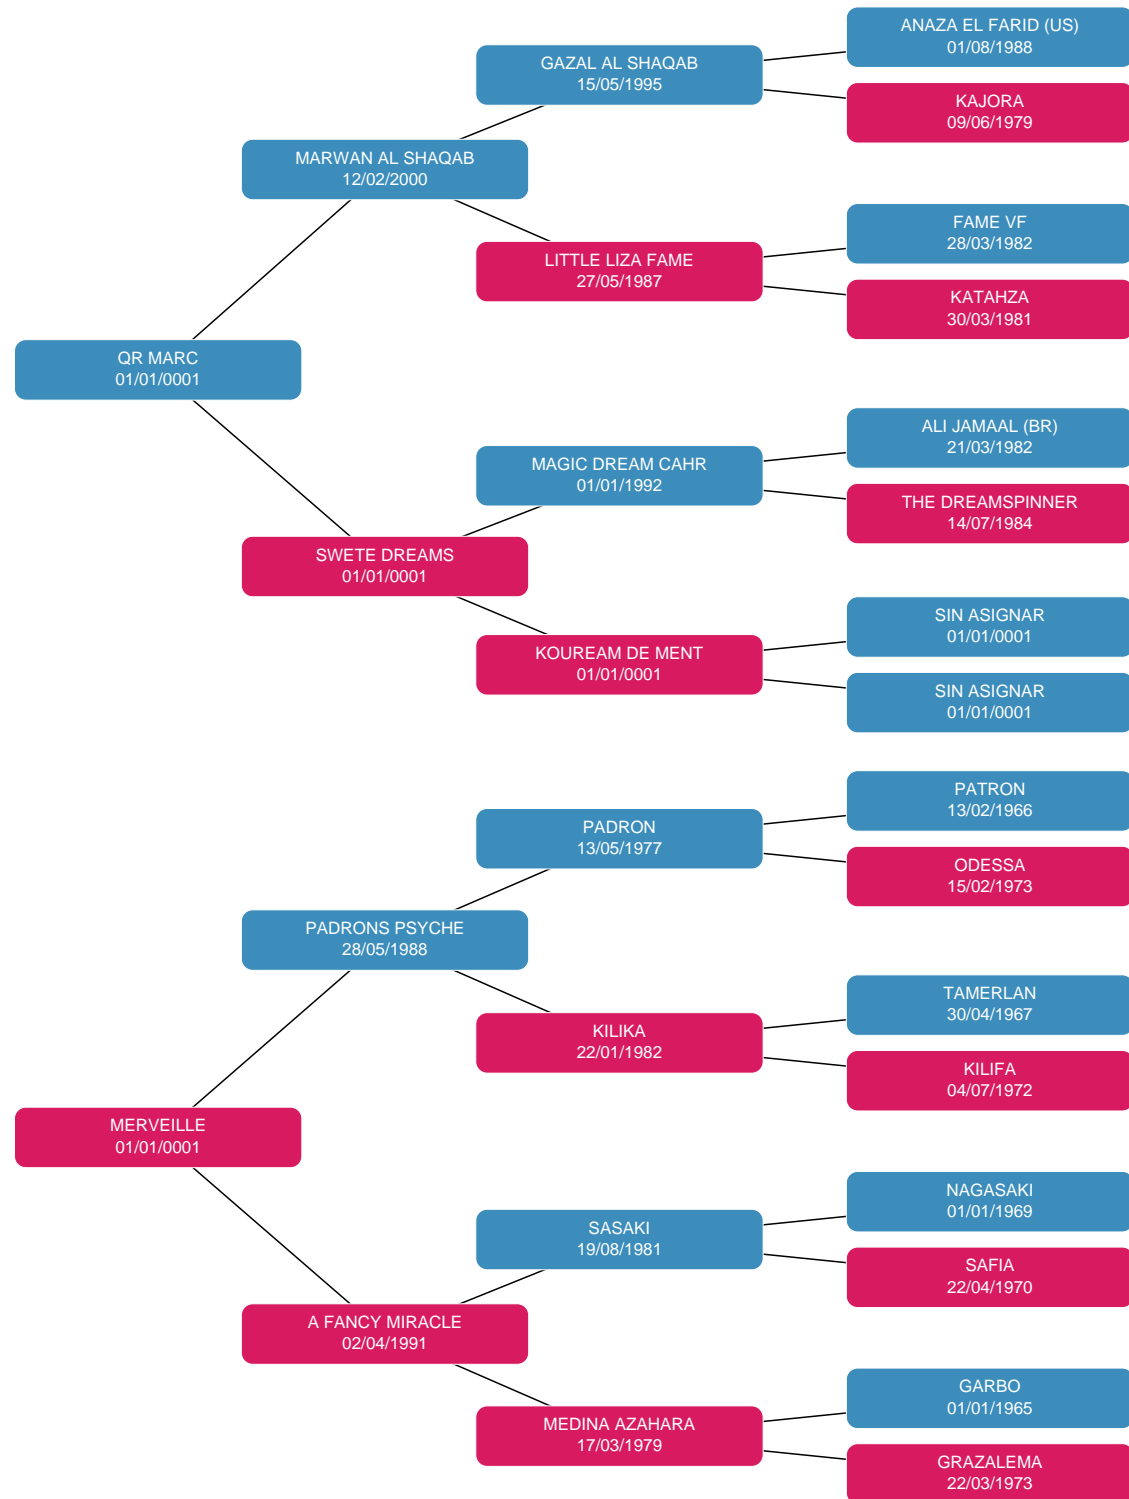 ANAZA EL FARID (US)
01/08/1988
GAZAL AL SHAQAB
15/05/1995
KAJORA
09/06/1979
MARWAN AL SHAQAB
12/02/2000
FAME VF
28/03/1982
LITTLE LIZA FAME
27/05/1987
KATAHZA
30/03/1981
QR MARC
01/01/0001
ALI JAMAAL (BR)
21/03/1982
MAGIC DREAM CAHR
01/01/1992
THE DREAMSPINNER
14/07/1984
SWETE DREAMS
01/01/0001
SIN ASIGNAR
01/01/0001
KOUREAM DE MENT
01/01/0001
SIN ASIGNAR
01/01/0001
PATRON
13/02/1966
PADRON
13/05/1977
ODESSA
15/02/1973
PADRONS PSYCHE
28/05/1988
TAMERLAN
30/04/1967
KILIKA
22/01/1982
KILIFA
04/07/1972
MERVEILLE
01/01/0001
NAGASAKI
01/01/1969
SASAKI
19/08/1981
SAFIA
22/04/1970
A FANCY MIRACLE
02/04/1991
GARBO
01/01/1965
MEDINA AZAHARA
17/03/1979
GRAZALEMA
22/03/1973